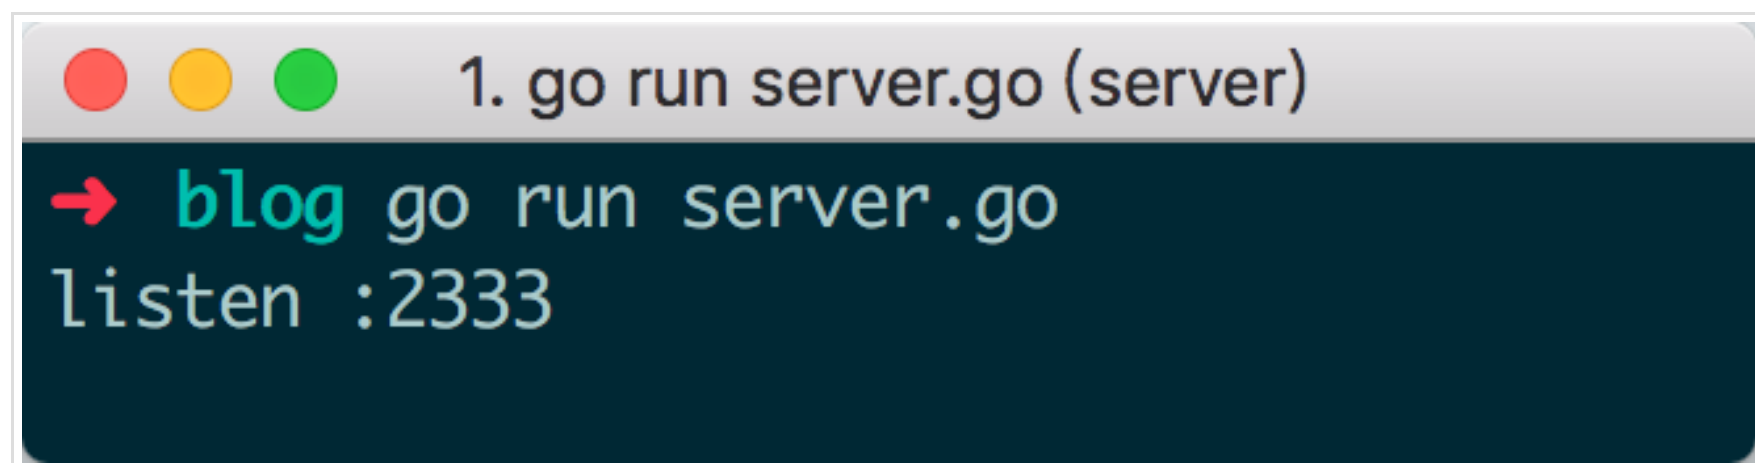 1. go run server.go (server)
➜ blog go run server.go
listen :2333